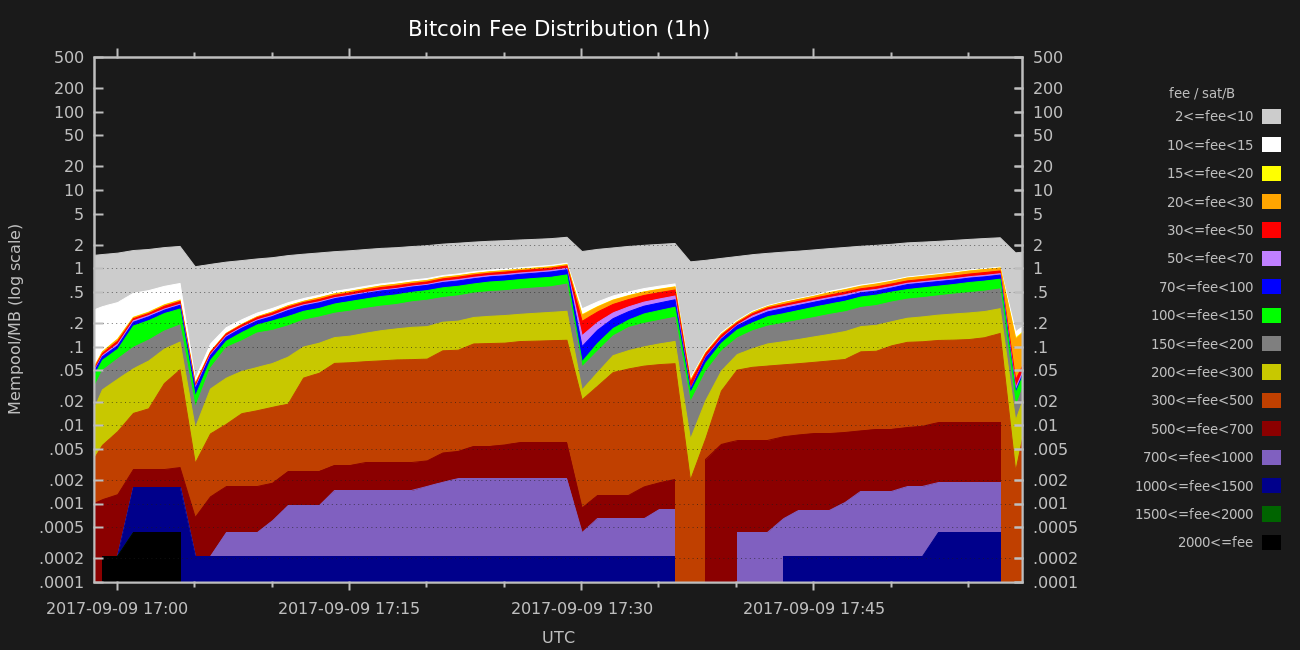 Bitcoin Fee Distribution (1h)
500 500
200 200
100 100
50 50
20 20
10 10
5 5
2 2
1 1
.5 .5
.2 .2
.1 .1
.05 .05
.02 .02
.01 .01
.005 .005
.002 .002
.001 .001
.0005 .0005
.0002 .0002
.0001 .0001
Mempool/MB (log scale)
2017-09-09 17:00 2017-09-09 17:15 2017-09-09 17:30 2017-09-09 17:45
UTC
fee / sat/B
2<=fee<10
10<=fee<15
15<=fee<20
20<=fee<30
30<=fee<50
50<=fee<70
70<=fee<100
100<=fee<150
150<=fee<200
200<=fee<300
300<=fee<500
500<=fee<700
700<=fee<1000
1000<=fee<1500
1500<=fee<2000
2000<=fee